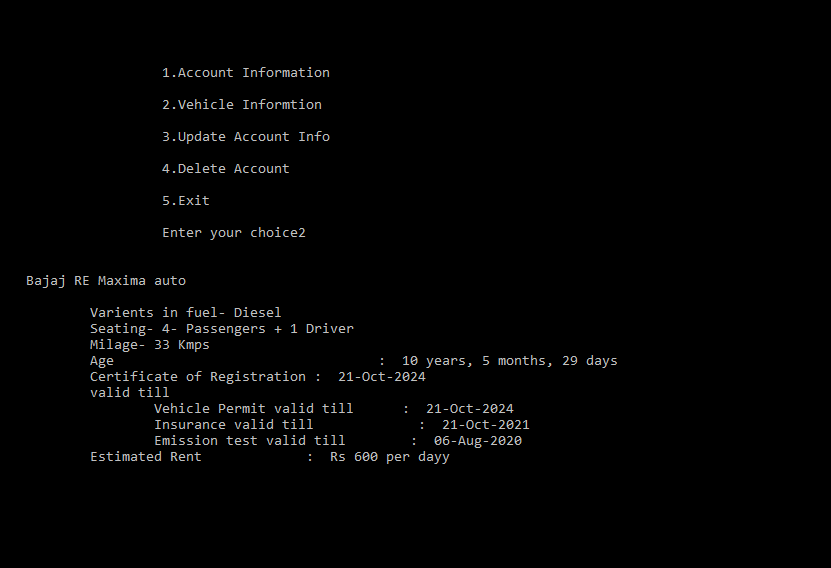 1.Account Information
2.Vehicle Informtion
3.Update Account Info
4.Delete Account
5.Exit
Enter your choice2
Bajaj RE Maxima auto
Varients in fuel- Diesel
Seating- 4- Passengers + 1 Driver
Milage- 33 Kmps
Age : 10 years, 5 months, 29 days
Certificate of Registration : 21-Oct-2024
valid till
Vehicle Permit valid till : 21-Oct-2024
Insurance valid till : 21-Oct-2021
Emission test valid till : 06-Aug-2020
Estimated Rent : Rs 600 per dayy